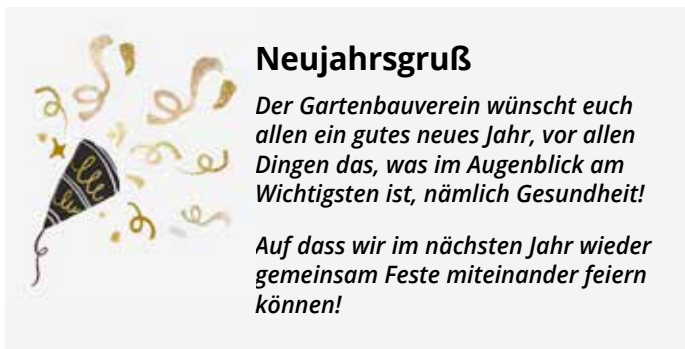 Neujahrsgruß
Der Gartenbauverein wünscht euch
allen ein gutes neues Jahr, vor allen
Dingen das, was im Augenblick am
Wichtigsten ist, nämlich Gesundheit!
Auf dass wir im nächsten Jahr wieder
gemeinsam Feste miteinander feiern
können!